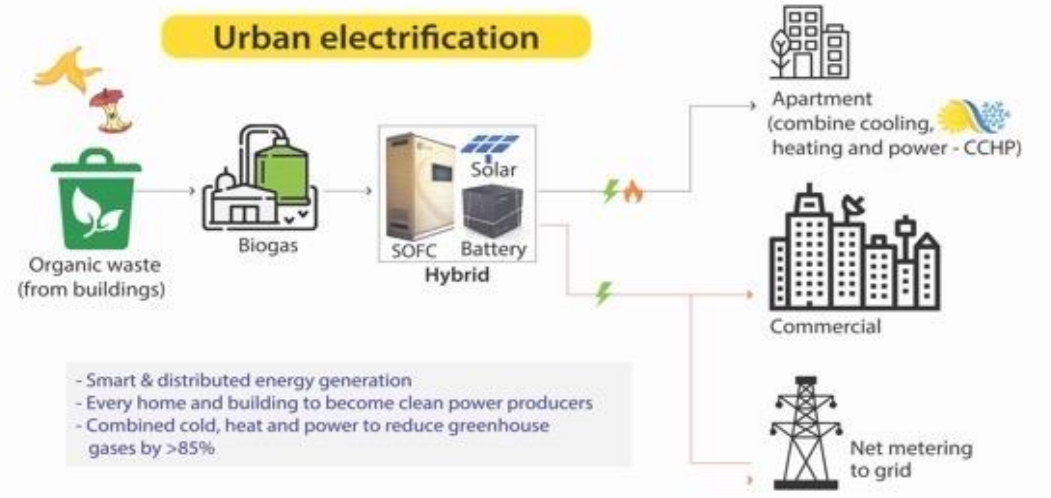 Urban electrification
Organic waste
(from buildings)
Biogas
SOFC
Solar
Battery
Hybrid
Apartment
(combine cooling,
heating and power - CCHP)
Commercial
Net metering
to grid
- Smart & distributed energy generation
- Every home and building to become clean power producers
- Combined cold, heat and power to reduce greenhouse
gases by >85%